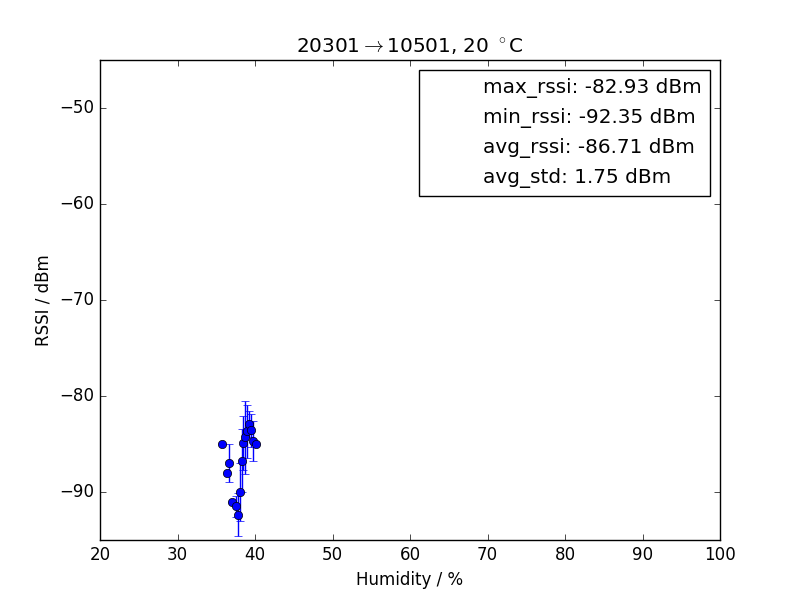 20301→10501, 20 °C
max_rssi: -82.93 dBm
min_rssi: -92.35 dBm
avg_rssi: -86.71 dBm
avg_std: 1.75 dBm
−50
−60
−70
−80
−90
RSSI / dBm
20 30 40 50 60 70 80 90 100
Humidity / %